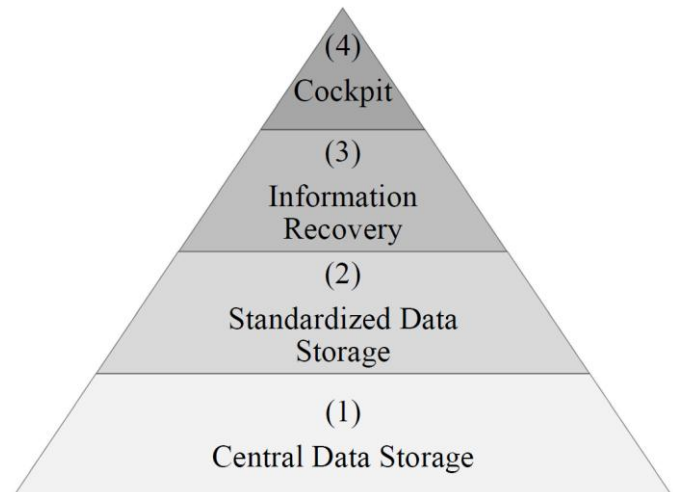 (4)
Cockpit
(3)
Information
Recovery
(2)
Standardized Data
Storage
(1)
Central Data Storage